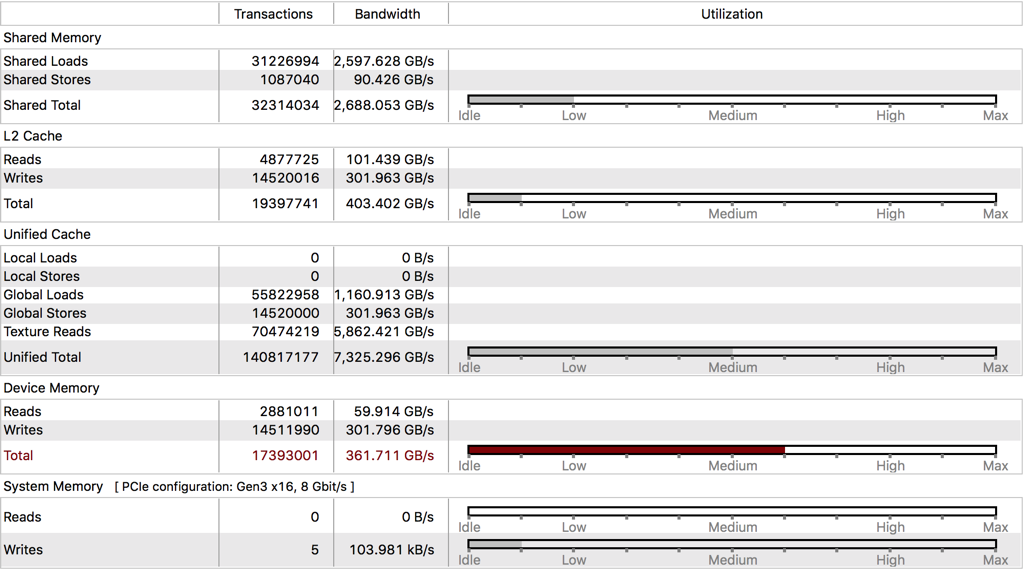 Transactions Bandwidth Utilization
Shared Memory
Shared Loads 31226994 2,597.628 GB/s
Shared Stores 1087040 90.426 GB/s
Shared Total 32314034 2,688.053 GB/s
Idle Low Medium High Max
L2 Cache
Reads 4877725 101.439 GB/s
Writes 14520016 301.963 GB/s
Total 19397741 403.402 GB/s
Idle Low Medium High Max
Unified Cache
Local Loads 0 0 B/s
Local Stores 0 0 B/s
Global Loads 55822958 1,160.913 GB/s
Global Stores 14520000 301.963 GB/s
Texture Reads 70474219 5,862.421 GB/s
Unified Total 140817177 7,325.296 GB/s
Idle Low Medium High Max
Device Memory
Reads 2881011 59.914 GB/s
Writes 14511990 301.796 GB/s
Total 17393001 361.711 GB/s
Idle Low Medium High Max
System Memory [ PCIe configuration: Gen3 x16, 8 Gbit/s ]
Reads 0 0 B/s
Idle Low Medium High Max
Writes 5 103.981 kB/s
Idle Low Medium High Max